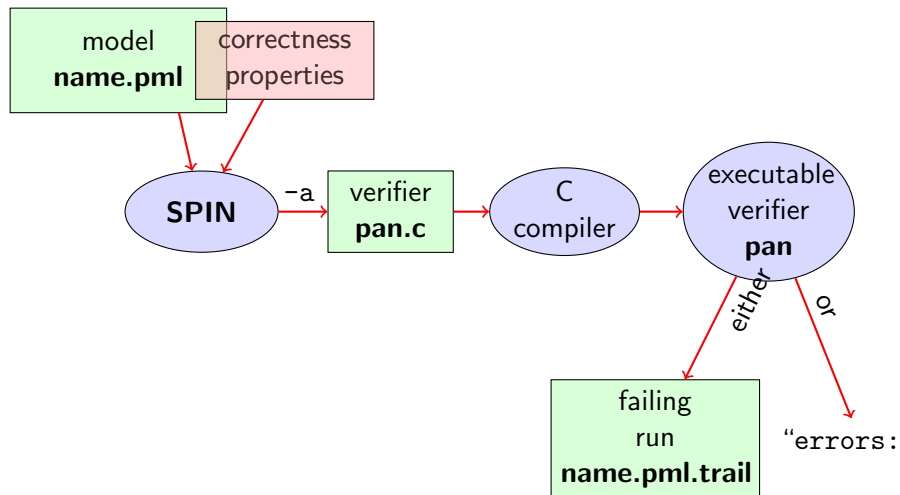 model
name.pml
correctness
properties
SPIN
-a
verifier
pan.c
C
compiler
executable
verifier
pan
either
or
failing
run
name.pml.trail
“errors: